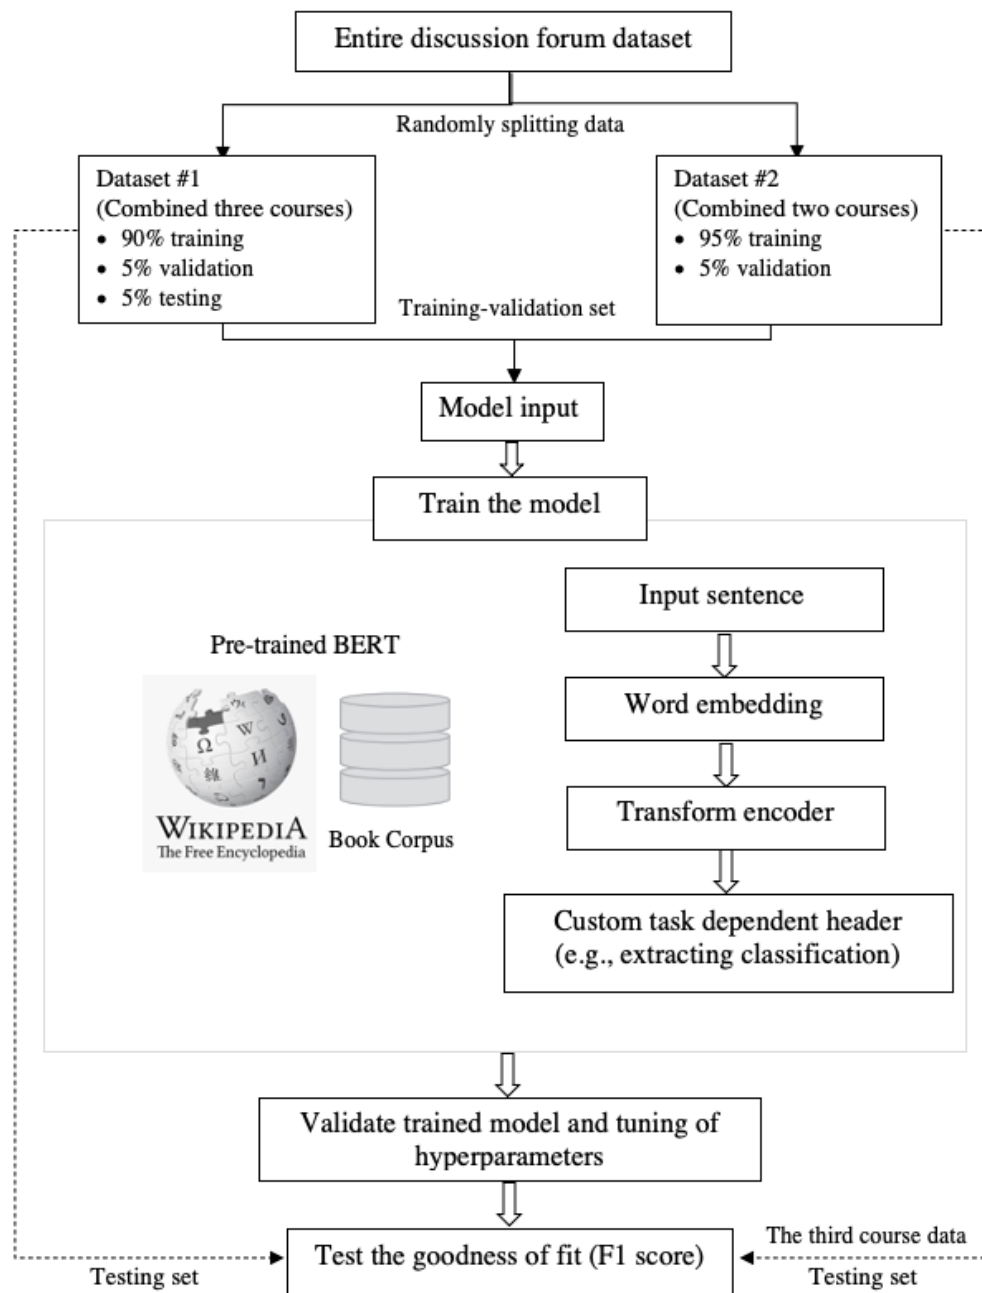 Entire discussion forum dataset
Randomly splitting data
Dataset #1
(Combined three courses)
• 90% training
• 5% validation
• 5% testing
Dataset #2
(Combined two courses)
• 95% training
• 5% validation
Training-validation set
Model input
Train the model
Pre-trained BERT
Ω
W
И
維
WIKIPEDIA
The Free Encyclopedia
Book Corpus
Input sentence
Word embedding
Transform encoder
Custom task dependent header
(e.g., extracting classification)
Validate trained model and tuning of
hyperparameters
Test the goodness of fit (F1 score)
Testing set
The third course data
Testing set